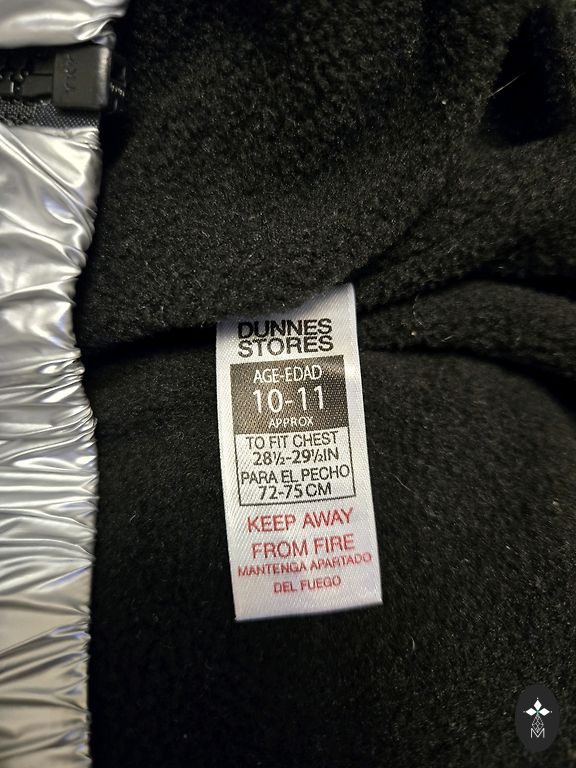 DUNNES
STORES
AGE-EDAD
10-11
APPROX
TO FIT CHEST
28½-29½IN
PARA EL PECHO
72-75CM
KEEP AWAY
FROM FIRE
MANTENGA APARTADO
DEL FUEGO